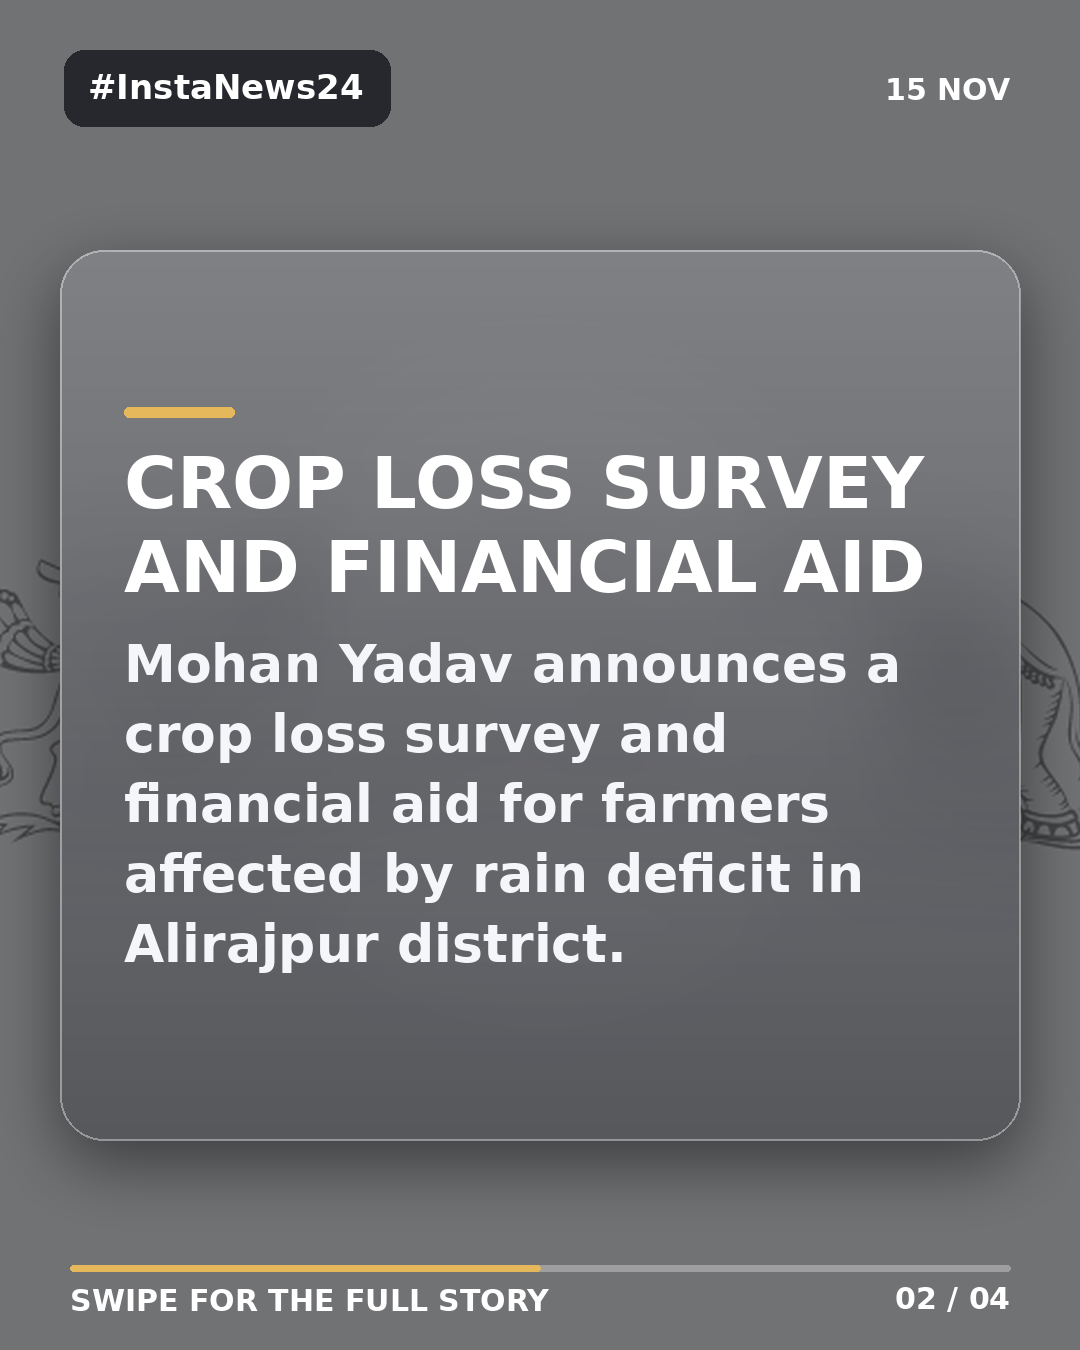 #InstaNews24
15 NOV
CROP LOSS SURVEY
AND FINANCIAL AID
Mohan Yadav announces a
crop loss survey and
financial aid for farmers
affected by rain deficit in
Alirajpur district.
SWIPE FOR THE FULL STORY
02 / 04